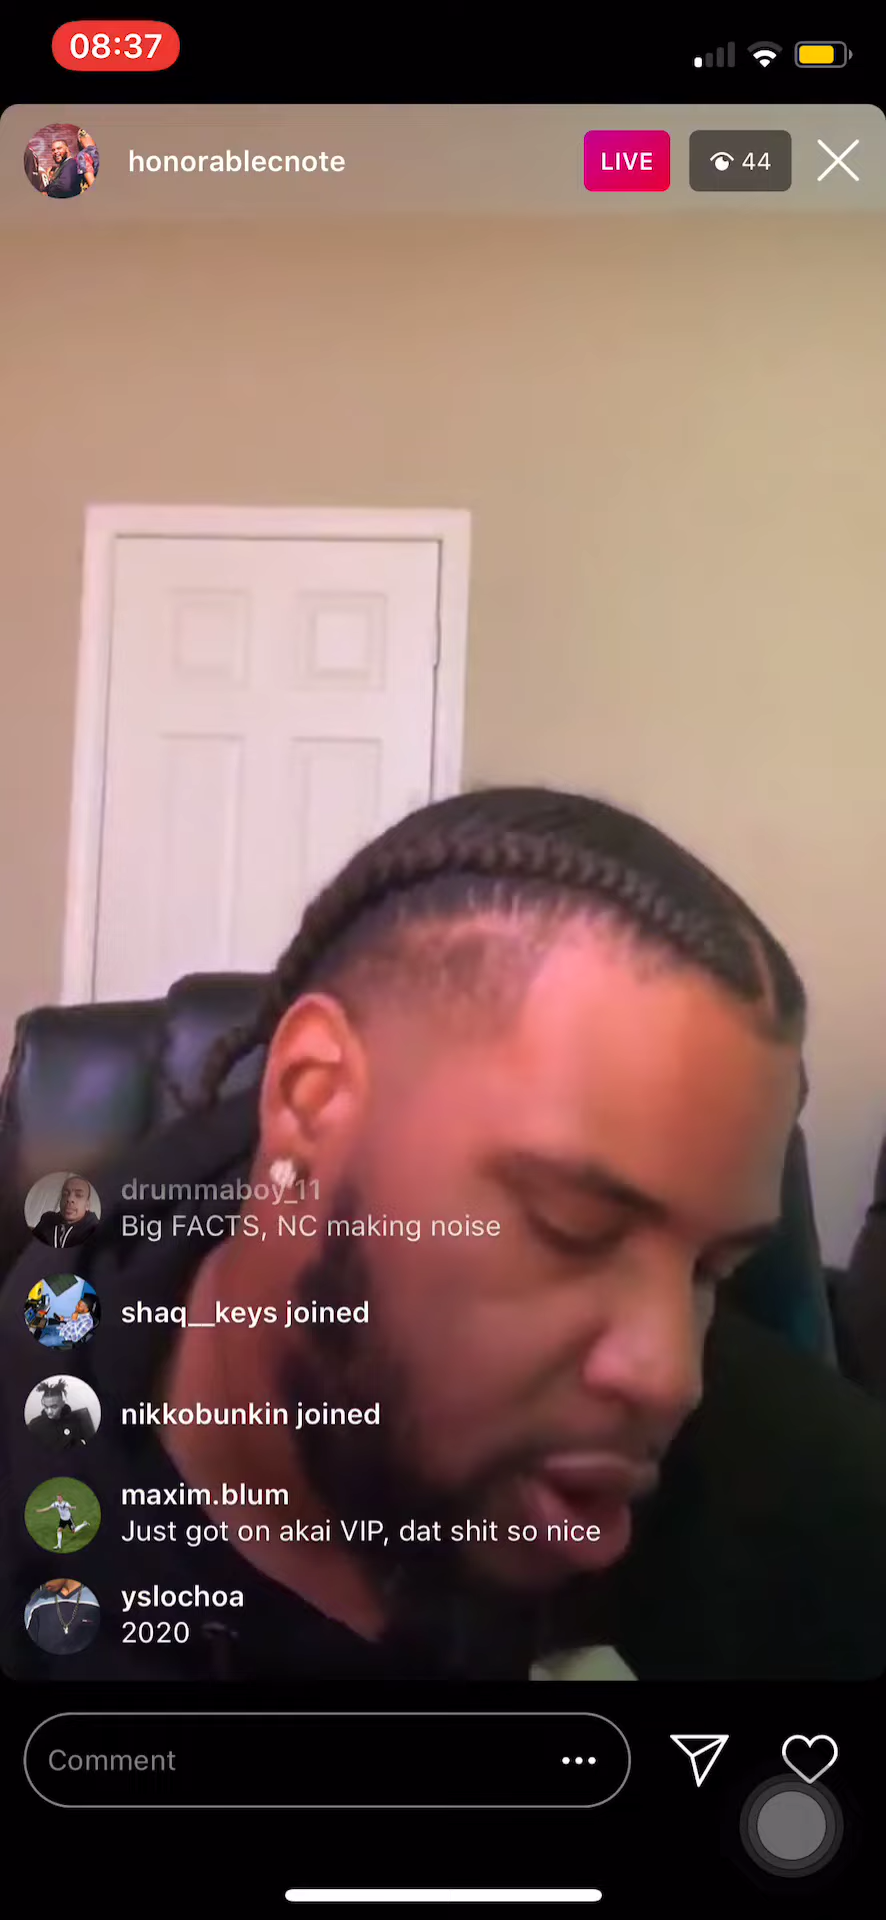 08:37
honorablecnote
LIVE
44
drummaboy_11
Big FACTS, NC making noise
shaq__keys joined
nikkobunkin joined
maxim.blum
Just got on akai VIP, dat shit so nice
yslochoa
2020
Comment